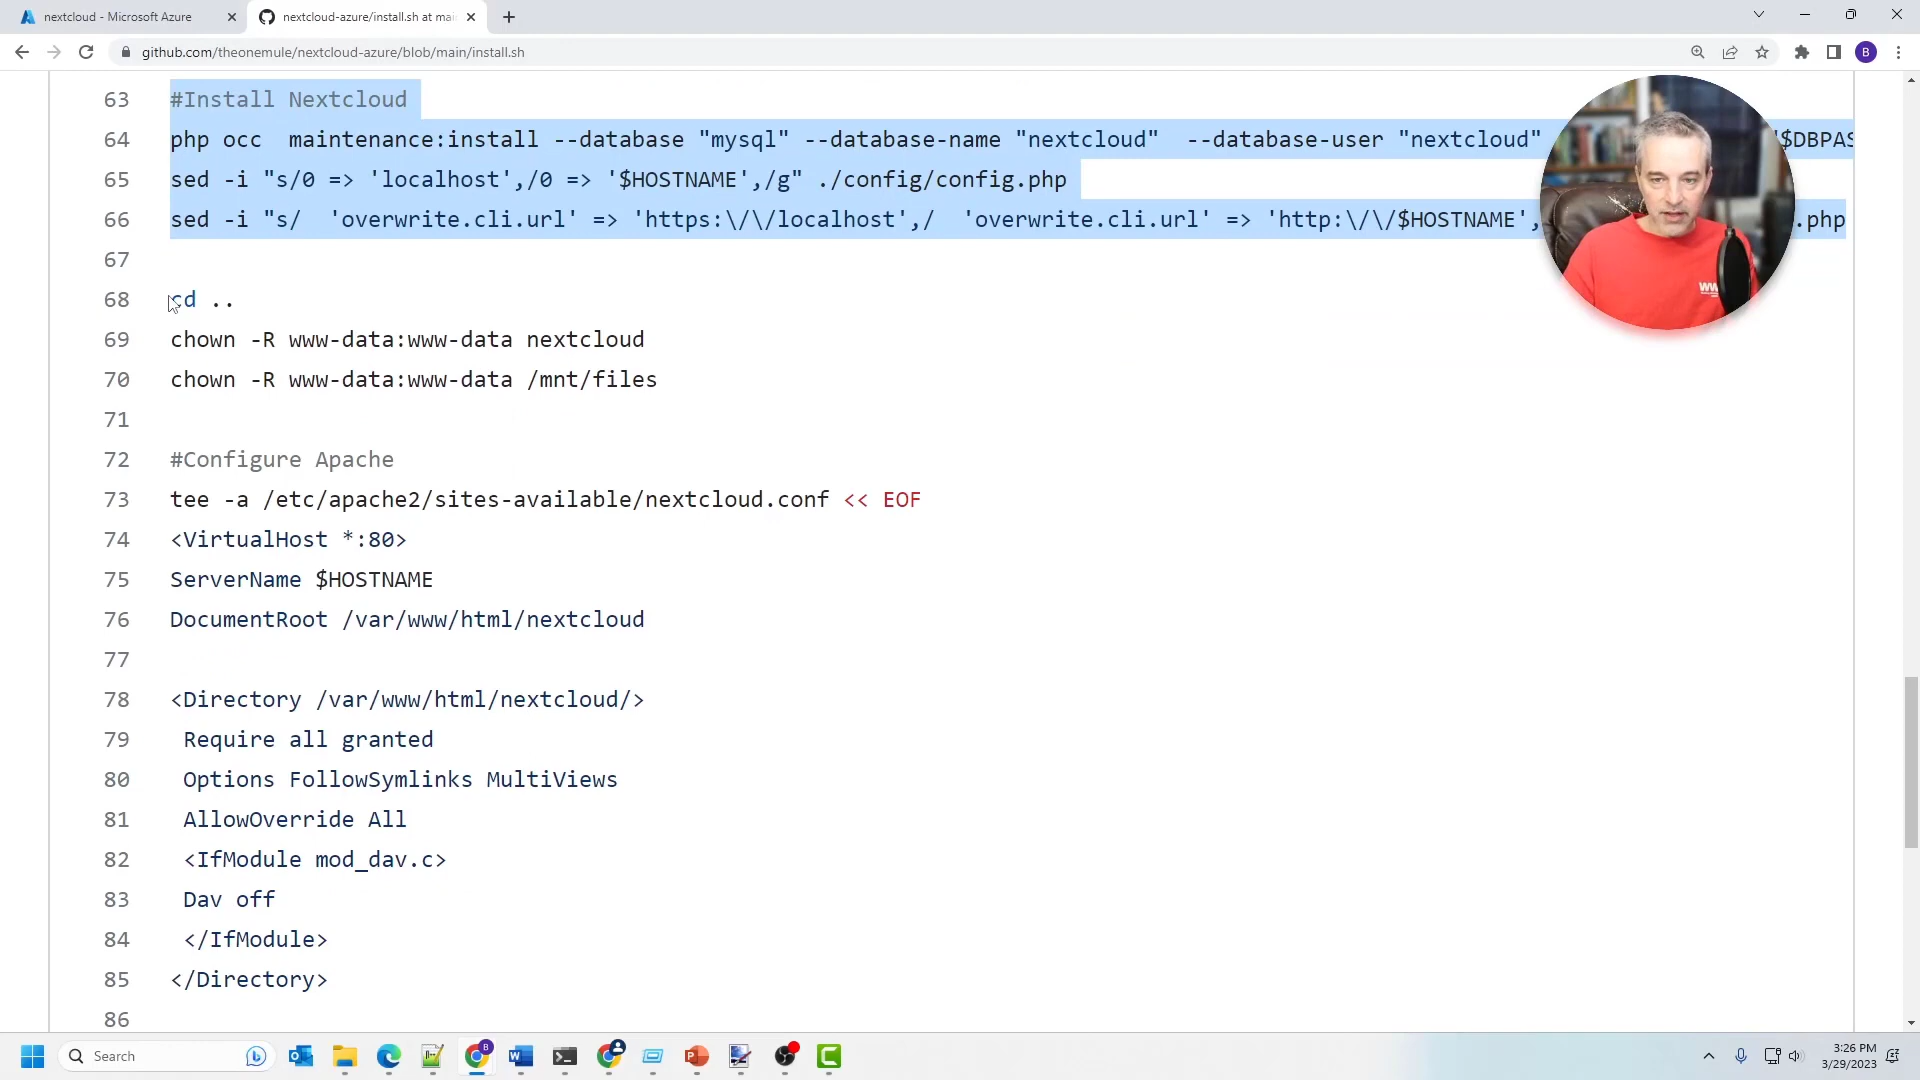 nextcloud - Microsoft Azure
nextcloud-azure/install.sh at mai
github.com/theonemule/nextcloud-azure/blob/main/install.sh
B
63 #Install Nextcloud
64 php occ  maintenance:install --database "mysql" --database-name "nextcloud"  --database-user "nextcloud" $DBPAS
65 sed -i "s/0 => 'localhost',/0 => '$HOSTNAME',/g" ./config/config.php
66 sed -i "s/  'overwrite.cli.url' => 'https:\/\/localhost',/  'overwrite.cli.url' => 'http:\/\/$HOSTNAME', .php
67
68 cd ..
69 chown -R www-data:www-data nextcloud
70 chown -R www-data:www-data /mnt/files
71
72 #Configure Apache
73 tee -a /etc/apache2/sites-available/nextcloud.conf << EOF
74 <VirtualHost *:80>
75 ServerName $HOSTNAME
76 DocumentRoot /var/www/html/nextcloud
77
78 <Directory /var/www/html/nextcloud/>
79 Require all granted
80 Options FollowSymlinks MultiViews
81 AllowOverride All
82 <IfModule mod_dav.c>
83 Dav off
84 </IfModule>
85 </Directory>
86
Search
3:26 PM
3/29/2023